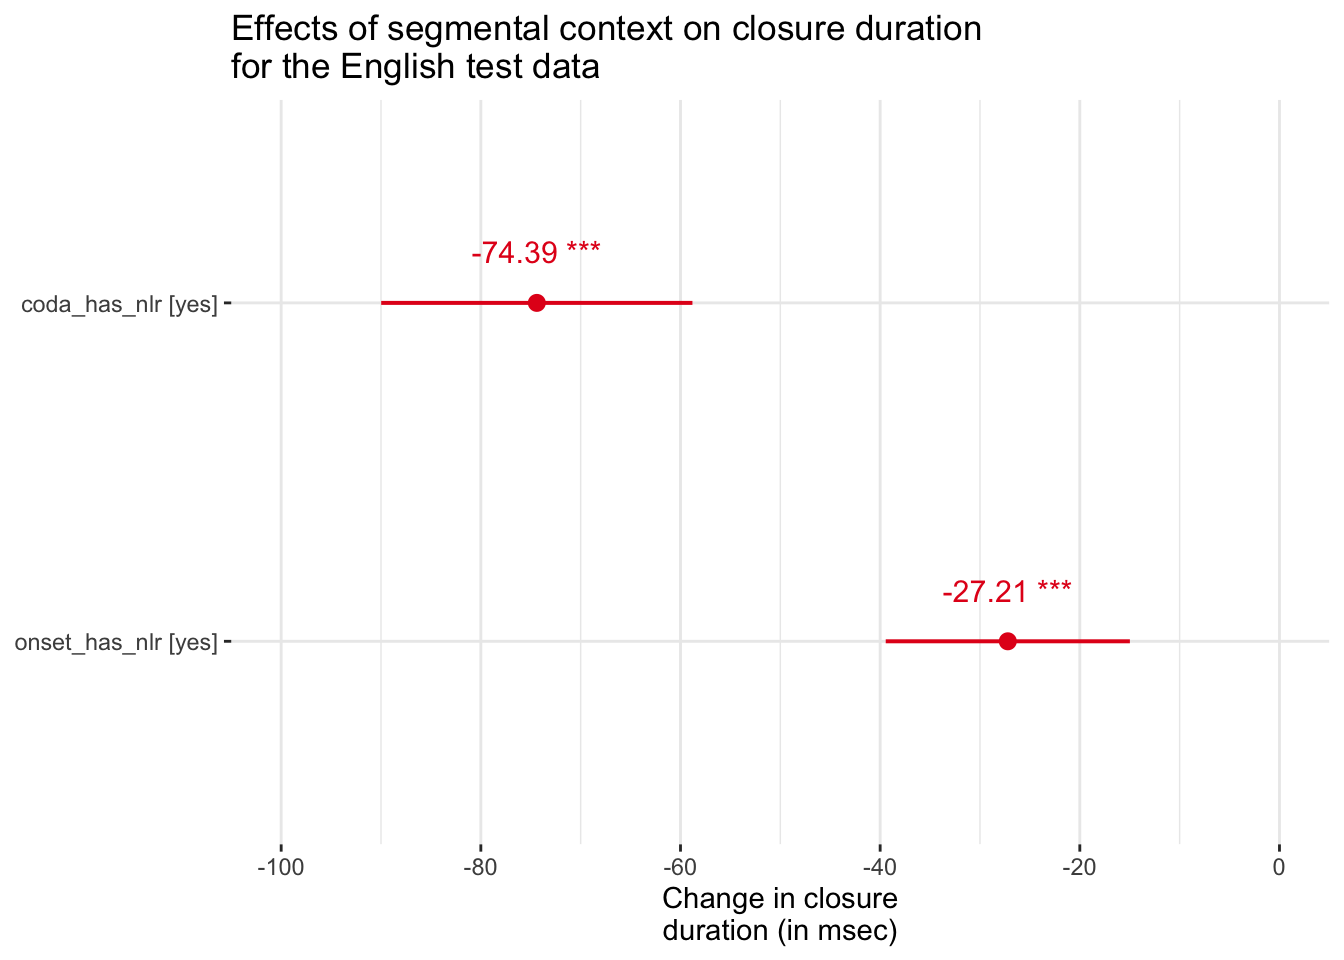 Effects of segmental context on closure duration
for the English test data
-74.39 ***
coda_has_nlr [yes]
-27.21 ***
onset_has_nlr [yes]
-100 -80 -60 -40 -20 0
Change in closure
duration (in msec)